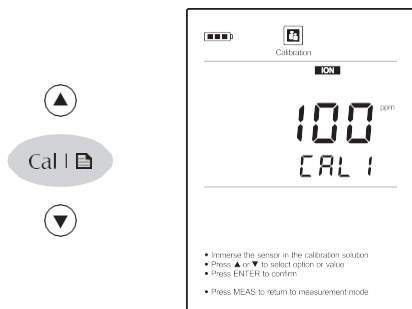 Calibration
ION
100 ppm
CAL 1
Cal |
• Immerse the sensor in the calibration solution
• Press ▲ or ▼ to select option or value
• Press ENTER to confirm
• Press MEAS to return to measurement mode